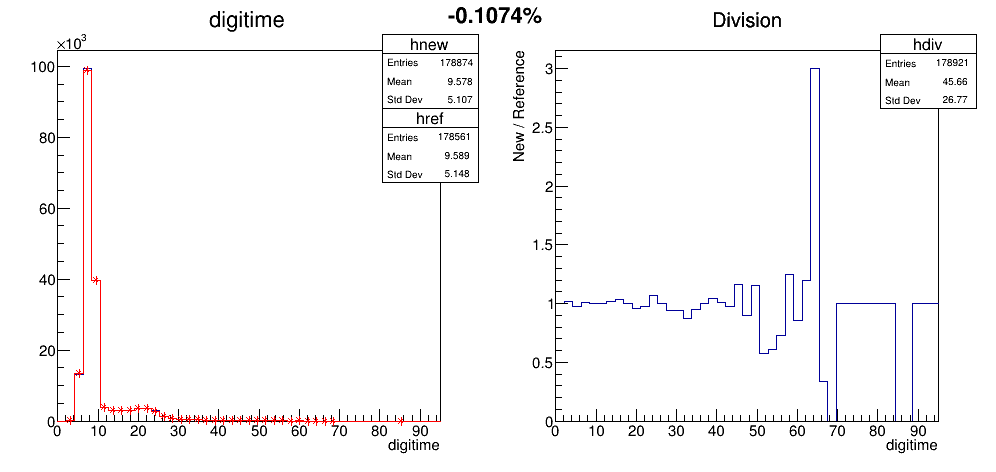 -0.1074%
digitime
×10³
hnew
Entries 178874
Mean 9.578
Std Dev 5.107
href
Entries 178561
Mean 9.589
Std Dev 5.148
100
80
60
40
20
0
0 10 20 30 40 50 60 70 80 90
digitime
Division
hdiv
Entries 178921
Mean 45.66
Std Dev 26.77
New / Reference
3
2.5
2
1.5
1
0.5
0
0 10 20 30 40 50 60 70 80 90
digitime